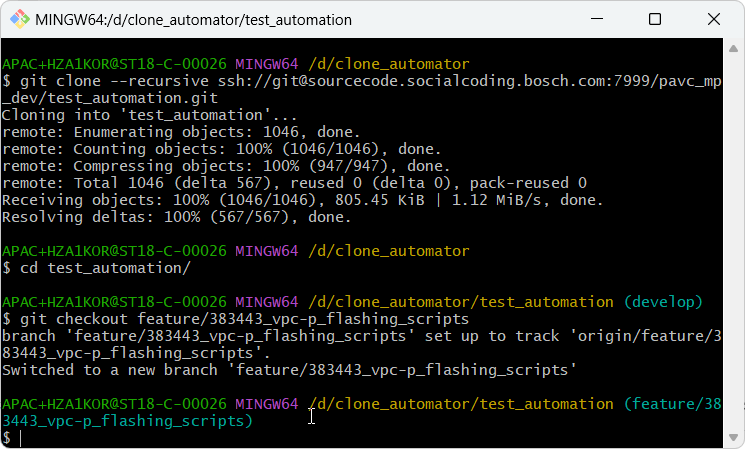 MINGW64:/d/clone_automator/test_automation
APAC+HZA1KOR@ST18-C-00026 MINGW64 /d/clone_automator
$ git clone --recursive ssh://git@sourcecode.socialcoding.bosch.com:7999/pavc_mp
_dev/test_automation.git
Cloning into 'test_automation'...
remote: Enumerating objects: 1046, done.
remote: Counting objects: 100% (1046/1046), done.
remote: Compressing objects: 100% (947/947), done.
remote: Total 1046 (delta 567), reused 0 (delta 0), pack-reused 0
Receiving objects: 100% (1046/1046), 805.45 KiB | 1.12 MiB/s, done.
Resolving deltas: 100% (567/567), done.
APAC+HZA1KOR@ST18-C-00026 MINGW64 /d/clone_automator
$ cd test_automation/
APAC+HZA1KOR@ST18-C-00026 MINGW64 /d/clone_automator/test_automation (develop)
$ git checkout feature/383443_vpc-p_flashing_scripts
branch 'feature/383443_vpc-p_flashing_scripts' set up to track 'origin/feature/3
83443_vpc-p_flashing_scripts'.
Switched to a new branch 'feature/383443_vpc-p_flashing_scripts'
APAC+HZA1KOR@ST18-C-00026 MINGW64 /d/clone_automator/test_automation (feature/38
3443_vpc-p_flashing_scripts)
$